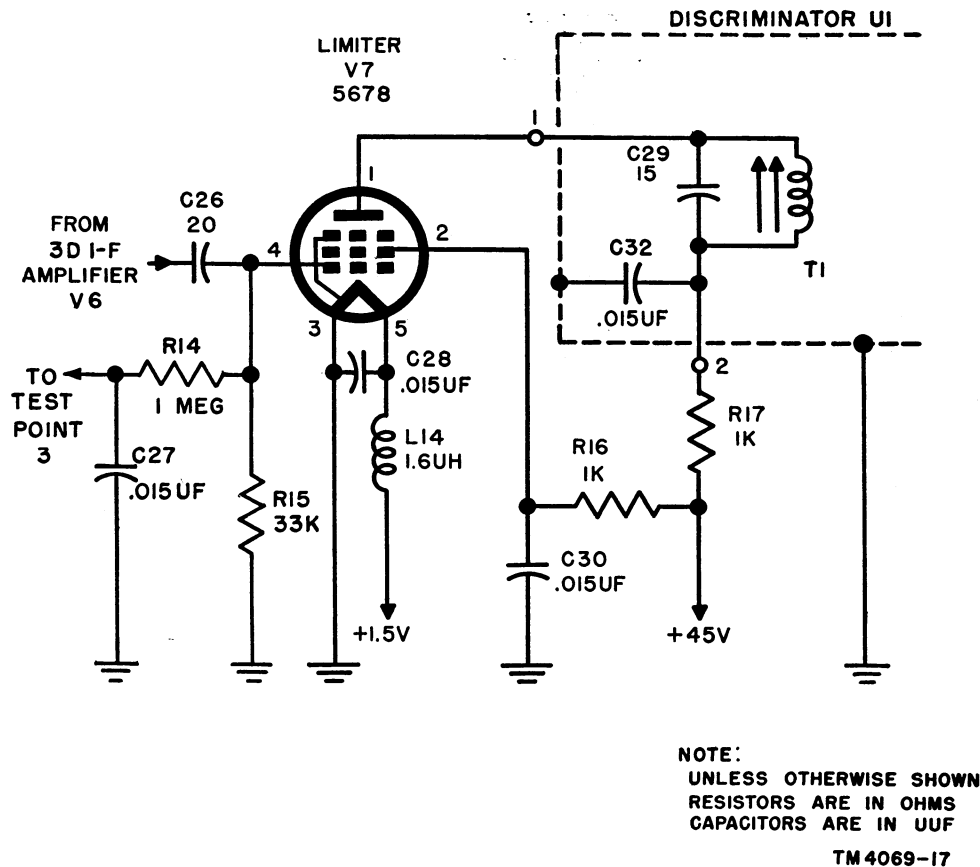 DISCRIMINATOR U1
LIMITER
V7
5678
1
C29
15
1
C26
20
FROM
3D I-F
AMPLIFIER
V6
4
2
C32
.015UF
T1
3
5
R14
1 MEG
TO
TEST
POINT
3
C28
.015UF
2
C27
.015UF
L14
1.6UH
R17
1K
R16
1K
R15
33K
C30
.015UF
+1.5V
+45V
NOTE:
UNLESS OTHERWISE SHOWN
RESISTORS ARE IN OHMS
CAPACITORS ARE IN UUF
TM4069-17